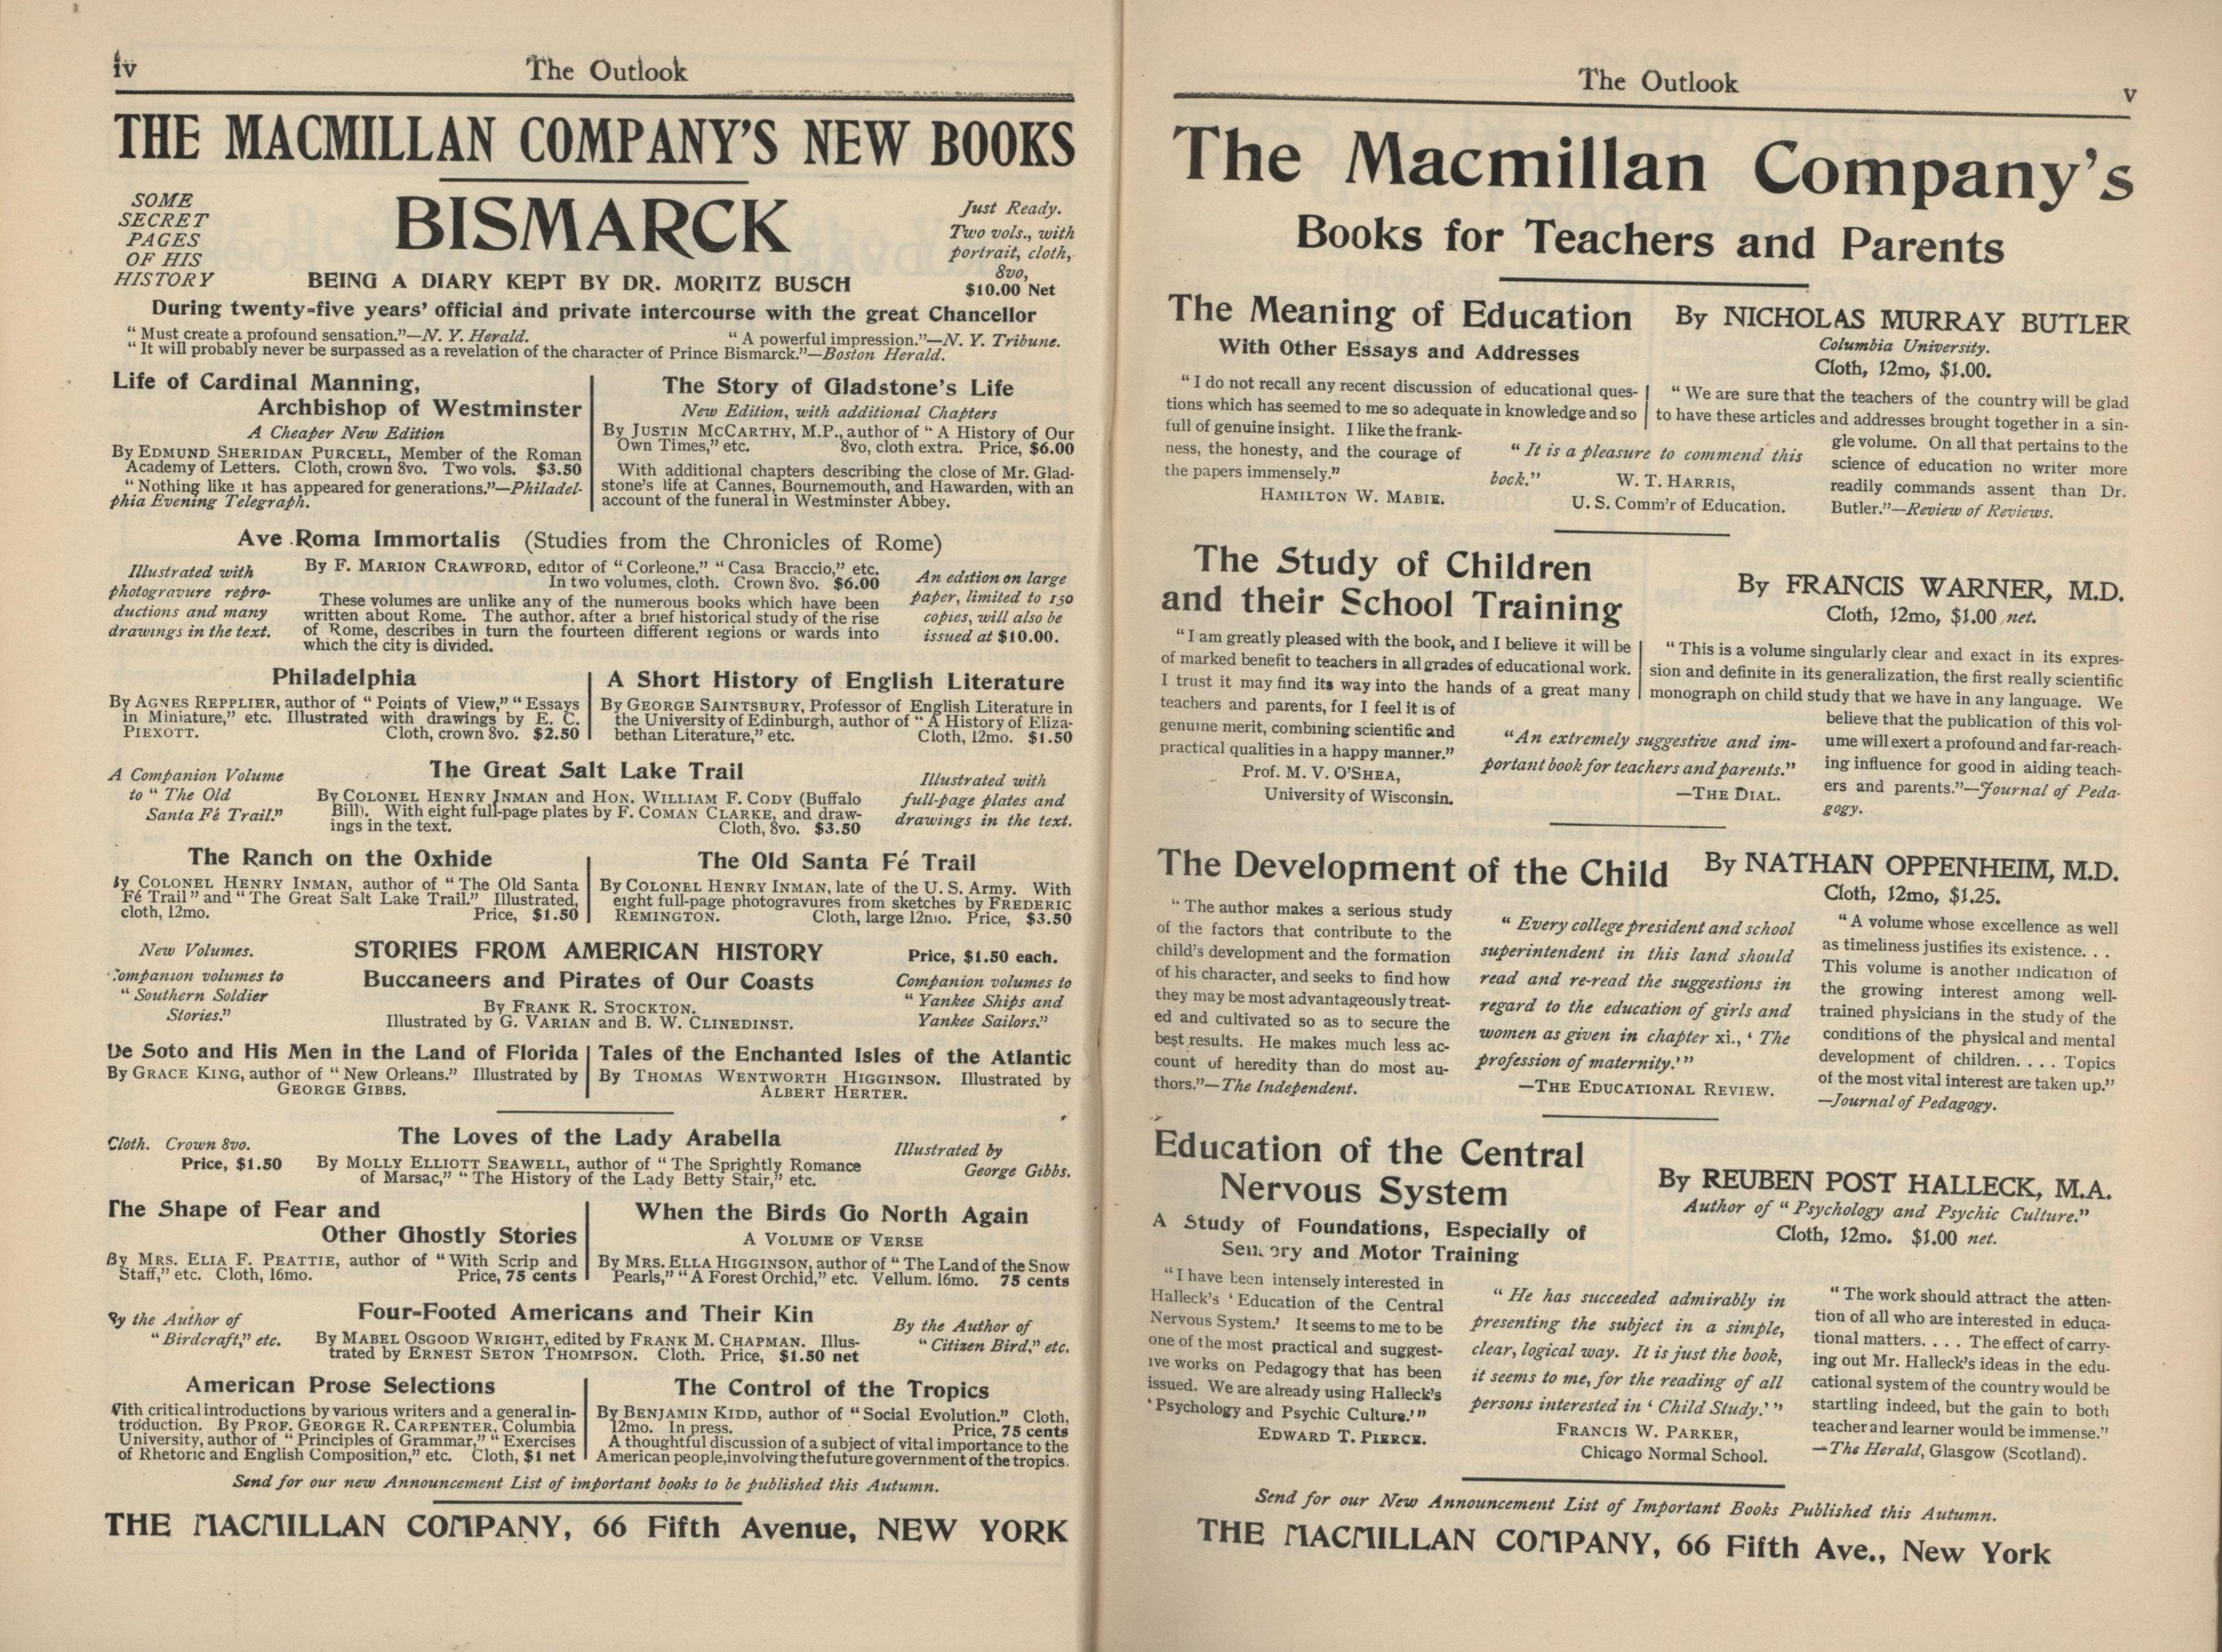 iv
The Outlook
THE MACMILLAN COMPANY'S NEW BOOKS
SOME
SECRET
PAGES
OF HIS
HISTORY
BISMARCK
BEING A DIARY KEPT BY DR. MORITZ BUSCH
Just Ready.
Two vols., with
portrait, cloth,
8vo,
$10.00 Net
During twenty-five years' official and private intercourse with the great Chancellor
"Must create a profound sensation."—N. Y. Herald. "A powerful impression."—N. Y. Tribune.
"It will probably never be surpassed as a revelation of the character of Prince Bismarck."—Boston Herald.
Life of Cardinal Manning,
Archbishop of Westminster
A Cheaper New Edition
By EDMUND SHERIDAN PURCELL, Member of the Roman
Academy of Letters. Cloth, crown 8vo. Two vols. $3.50
"Nothing like it has appeared for generations."—Philadel-
phia Evening Telegraph.
The Story of Gladstone's Life
New Edition, with additional Chapters
By JUSTIN MCCARTHY, M.P., author of "A History of Our
Own Times," etc. 8vo, cloth extra. Price, $6.00
With additional chapters describing the close of Mr. Glad-
stone's life at Cannes, Bournemouth, and Hawarden, with an
account of the funeral in Westminster Abbey.
Ave Roma Immortalis (Studies from the Chronicles of Rome)
Illustrated with
photogravure repro-
ductions and many
drawings in the text.
By F. MARION CRAWFORD, editor of "Corleone," "Casa Braccio," etc.
In two volumes, cloth. Crown 8vo. $6.00
These volumes are unlike any of the numerous books which have been
written about Rome. The author, after a brief historical study of the rise
of Rome, describes in turn the fourteen different regions or wards into
which the city is divided.
An edition on large
paper, limited to 150
copies, will also be
issued at $10.00.
Philadelphia
By AGNES REPPLIER, author of "Points of View," "Essays
in Miniature," etc. Illustrated with drawings by E. C.
PIEXOTT. Cloth, crown 8vo. $2.50
A Short History of English Literature
By GEORGE SAINTSBURY, Professor of English Literature in
the University of Edinburgh, author of "A History of Eliza-
bethan Literature," etc. Cloth, 12mo. $1.50
A Companion Volume
to "The Old
Santa Fé Trail."
The Great Salt Lake Trail
By COLONEL HENRY INMAN and HON. WILLIAM F. CODY (Buffalo
Bill). With eight full-page plates by F. COMAN CLARKE, and draw-
ings in the text. Cloth, 8vo. $3.50
Illustrated with
full-page plates and
drawings in the text.
The Ranch on the Oxhide
By COLONEL HENRY INMAN, author of "The Old Santa
Fé Trail" and "The Great Salt Lake Trail." Illustrated,
cloth, 12mo. Price, $1.50
The Old Santa Fé Trail
By COLONEL HENRY INMAN, late of the U. S. Army. With
eight full-page photogravures from sketches by FREDERIC
REMINGTON. Cloth, large 12mo. Price, $3.50
New Volumes.
Companion volumes to
"Southern Soldier
Stories."
STORIES FROM AMERICAN HISTORY
Buccaneers and Pirates of Our Coasts
By FRANK R. STOCKTON.
Illustrated by G. VARIAN and B. W. CLINEDINST.
Price, $1.50 each.
Companion volumes to
"Yankee Ships and
Yankee Sailors."
De Soto and His Men in the Land of Florida
By GRACE KING, author of "New Orleans." Illustrated by
GEORGE GIBBS.
Tales of the Enchanted Isles of the Atlantic
By THOMAS WENTWORTH HIGGINSON. Illustrated by
ALBERT HERTER.
Cloth. Crown 8vo.
Price, $1.50
The Loves of the Lady Arabella
By MOLLY ELLIOTT SEAWELL, author of "The Sprightly Romance
of Marsac," "The History of the Lady Betty Stair," etc.
Illustrated by
George Gibbs.
The Shape of Fear and
Other Ghostly Stories
By MRS. ELIA F. PEATTIE, author of "With Scrip and
Staff," etc. Cloth, 16mo. Price, 75 cents
When the Birds Go North Again
A VOLUME OF VERSE
By MRS. ELLA HIGGINSON, author of "The Land of the Snow
Pearls," "A Forest Orchid," etc. Vellum. 16mo. 75 cents
By the Author of
"Birdcraft," etc.
Four-Footed Americans and Their Kin
By MABEL OSGOOD WRIGHT, edited by FRANK M. CHAPMAN. Illus-
trated by ERNEST SETON THOMPSON. Cloth. Price, $1.50 net
By the Author of
"Citizen Bird," etc.
American Prose Selections
With critical introductions by various writers and a general in-
troduction. By PROF. GEORGE R. CARPENTER, Columbia
University, author of "Principles of Grammar," "Exercises
of Rhetoric and English Composition," etc. Cloth, $1 net
The Control of the Tropics
By BENJAMIN KIDD, author of "Social Evolution." Cloth,
12mo. In press. Price, 75 cents
A thoughtful discussion of a subject of vital importance to the
American people, involving the future government of the tropics.
Send for our new Announcement List of important books to be published this Autumn.
THE MACMILLAN COMPANY, 66 Fifth Avenue, NEW YORK
The Outlook
v
The Macmillan Company's
Books for Teachers and Parents
The Meaning of Education
With Other Essays and Addresses
By NICHOLAS MURRAY BUTLER
Columbia University.
Cloth, 12mo, $1.00.
"I do not recall any recent discussion of educational ques-
tions which has seemed to me so adequate in knowledge and so
full of genuine insight. I like the frank-
ness, the honesty, and the courage of
the papers immensely."
HAMILTON W. MABIE.
"It is a pleasure to commend this
book."
W. T. HARRIS,
U. S. Comm'r of Education.
"We are sure that the teachers of the country will be glad
to have these articles and addresses brought together in a sin-
gle volume. On all that pertains to the
science of education no writer more
readily commands assent than Dr.
Butler."—Review of Reviews.
The Study of Children
and their School Training
By FRANCIS WARNER, M.D.
Cloth, 12mo, $1.00 net.
"I am greatly pleased with the book, and I believe it will be
of marked benefit to teachers in all grades of educational work.
I trust it may find its way into the hands of a great many
teachers and parents, for I feel it is of
genuine merit, combining scientific and
practical qualities in a happy manner."
Prof. M. V. O'SHEA,
University of Wisconsin.
"An extremely suggestive and im-
portant book for teachers and parents."
—THE DIAL.
"This is a volume singularly clear and exact in its expres-
sion and definite in its generalization, the first really scientific
monograph on child study that we have in any language. We
believe that the publication of this vol-
ume will exert a profound and far-reach-
ing influence for good in aiding teach-
ers and parents."—Journal of Peda-
gogy.
The Development of the Child
By NATHAN OPPENHEIM, M.D.
Cloth, 12mo, $1.25.
"The author makes a serious study
of the factors that contribute to the
child's development and the formation
of his character, and seeks to find how
they may be most advantageously treat-
ed and cultivated so as to secure the
best results. He makes much less ac-
count of heredity than do most au-
thors."—The Independent.
"Every college president and school
superintendent in this land should
read and re-read the suggestions in
regard to the education of girls and
women as given in chapter xi., 'The
profession of maternity.'"
—THE EDUCATIONAL REVIEW.
"A volume whose excellence as well
as timeliness justifies its existence. . .
This volume is another indication of
the growing interest among well-
trained physicians in the study of the
conditions of the physical and mental
development of children. . . . Topics
of the most vital interest are taken up."
—Journal of Pedagogy.
Education of the Central
Nervous System
A Study of Foundations, Especially of
Sensory and Motor Training
By REUBEN POST HALLECK, M.A.
Author of "Psychology and Psychic Culture."
Cloth, 12mo. $1.00 net.
"I have been intensely interested in
Halleck's 'Education of the Central
Nervous System.' It seems to me to be
one of the most practical and suggest-
ive works on Pedagogy that has been
issued. We are already using Halleck's
'Psychology and Psychic Culture.'"
EDWARD T. PIERCE.
"He has succeeded admirably in
presenting the subject in a simple,
clear, logical way. It is just the book,
it seems to me, for the reading of all
persons interested in 'Child Study.'"
FRANCIS W. PARKER,
Chicago Normal School.
"The work should attract the atten-
tion of all who are interested in educa-
tional matters. . . . The effect of carry-
ing out Mr. Halleck's ideas in the edu-
cational system of the country would be
startling indeed, but the gain to both
teacher and learner would be immense."
—The Herald, Glasgow (Scotland).
Send for our New Announcement List of Important Books Published this Autumn.
THE MACMILLAN COMPANY, 66 Fifth Ave., New York